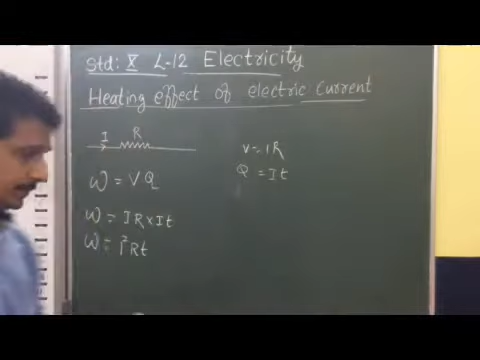 Std: X L-12 Electricity
Heating effect of electric Current
I R
V = IR
W = VQ
Q = It
W = IR × It
W = I²Rt